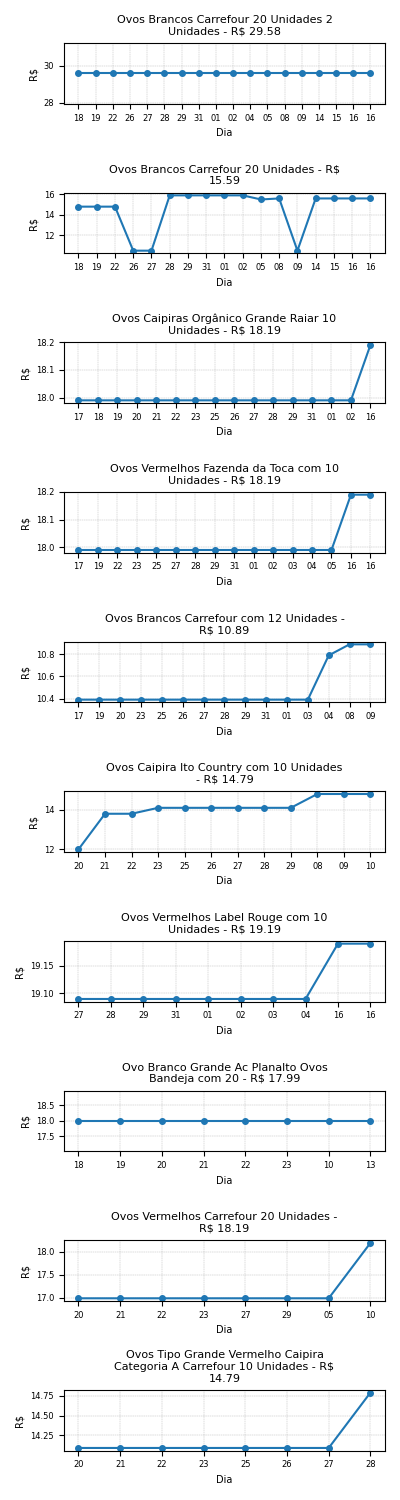 Ovos Brancos Carrefour 20 Unidades 2
Unidades - R$ 29.58
30
28
R$
18 19 22 26 27 28 29 31 01 02 04 05 08 09 14 15 16 16
Dia
Ovos Brancos Carrefour 20 Unidades - R$
15.59
16
14
12
R$
18 19 22 26 27 28 29 31 01 02 05 08 09 14 15 16 16
Dia
Ovos Caipiras Orgânico Grande Raiar 10
Unidades - R$ 18.19
18.2
18.1
18.0
R$
17 18 19 20 21 22 23 25 26 27 28 29 31 01 02 16
Dia
Ovos Vermelhos Fazenda da Toca com 10
Unidades - R$ 18.19
18.2
18.1
18.0
R$
17 19 22 23 25 27 28 29 31 01 02 03 04 05 16 16
Dia
Ovos Brancos Carrefour com 12 Unidades -
R$ 10.89
10.8
10.6
10.4
R$
17 19 20 23 25 26 27 28 29 31 01 03 04 08 09
Dia
Ovos Caipira Ito Country com 10 Unidades
- R$ 14.79
14
12
R$
20 21 22 23 25 26 27 28 29 08 09 10
Dia
Ovos Vermelhos Label Rouge com 10
Unidades - R$ 19.19
19.15
19.10
R$
27 28 29 31 01 02 03 04 16 16
Dia
Ovo Branco Grande Ac Planalto Ovos
Bandeja com 20 - R$ 17.99
18.5
18.0
17.5
R$
18 19 20 21 22 23 10 13
Dia
Ovos Vermelhos Carrefour 20 Unidades -
R$ 18.19
18.0
17.5
17.0
R$
20 21 22 23 27 29 05 10
Dia
Ovos Tipo Grande Vermelho Caipira
Categoria A Carrefour 10 Unidades - R$
14.79
14.75
14.50
14.25
R$
20 21 22 23 25 26 27 28
Dia